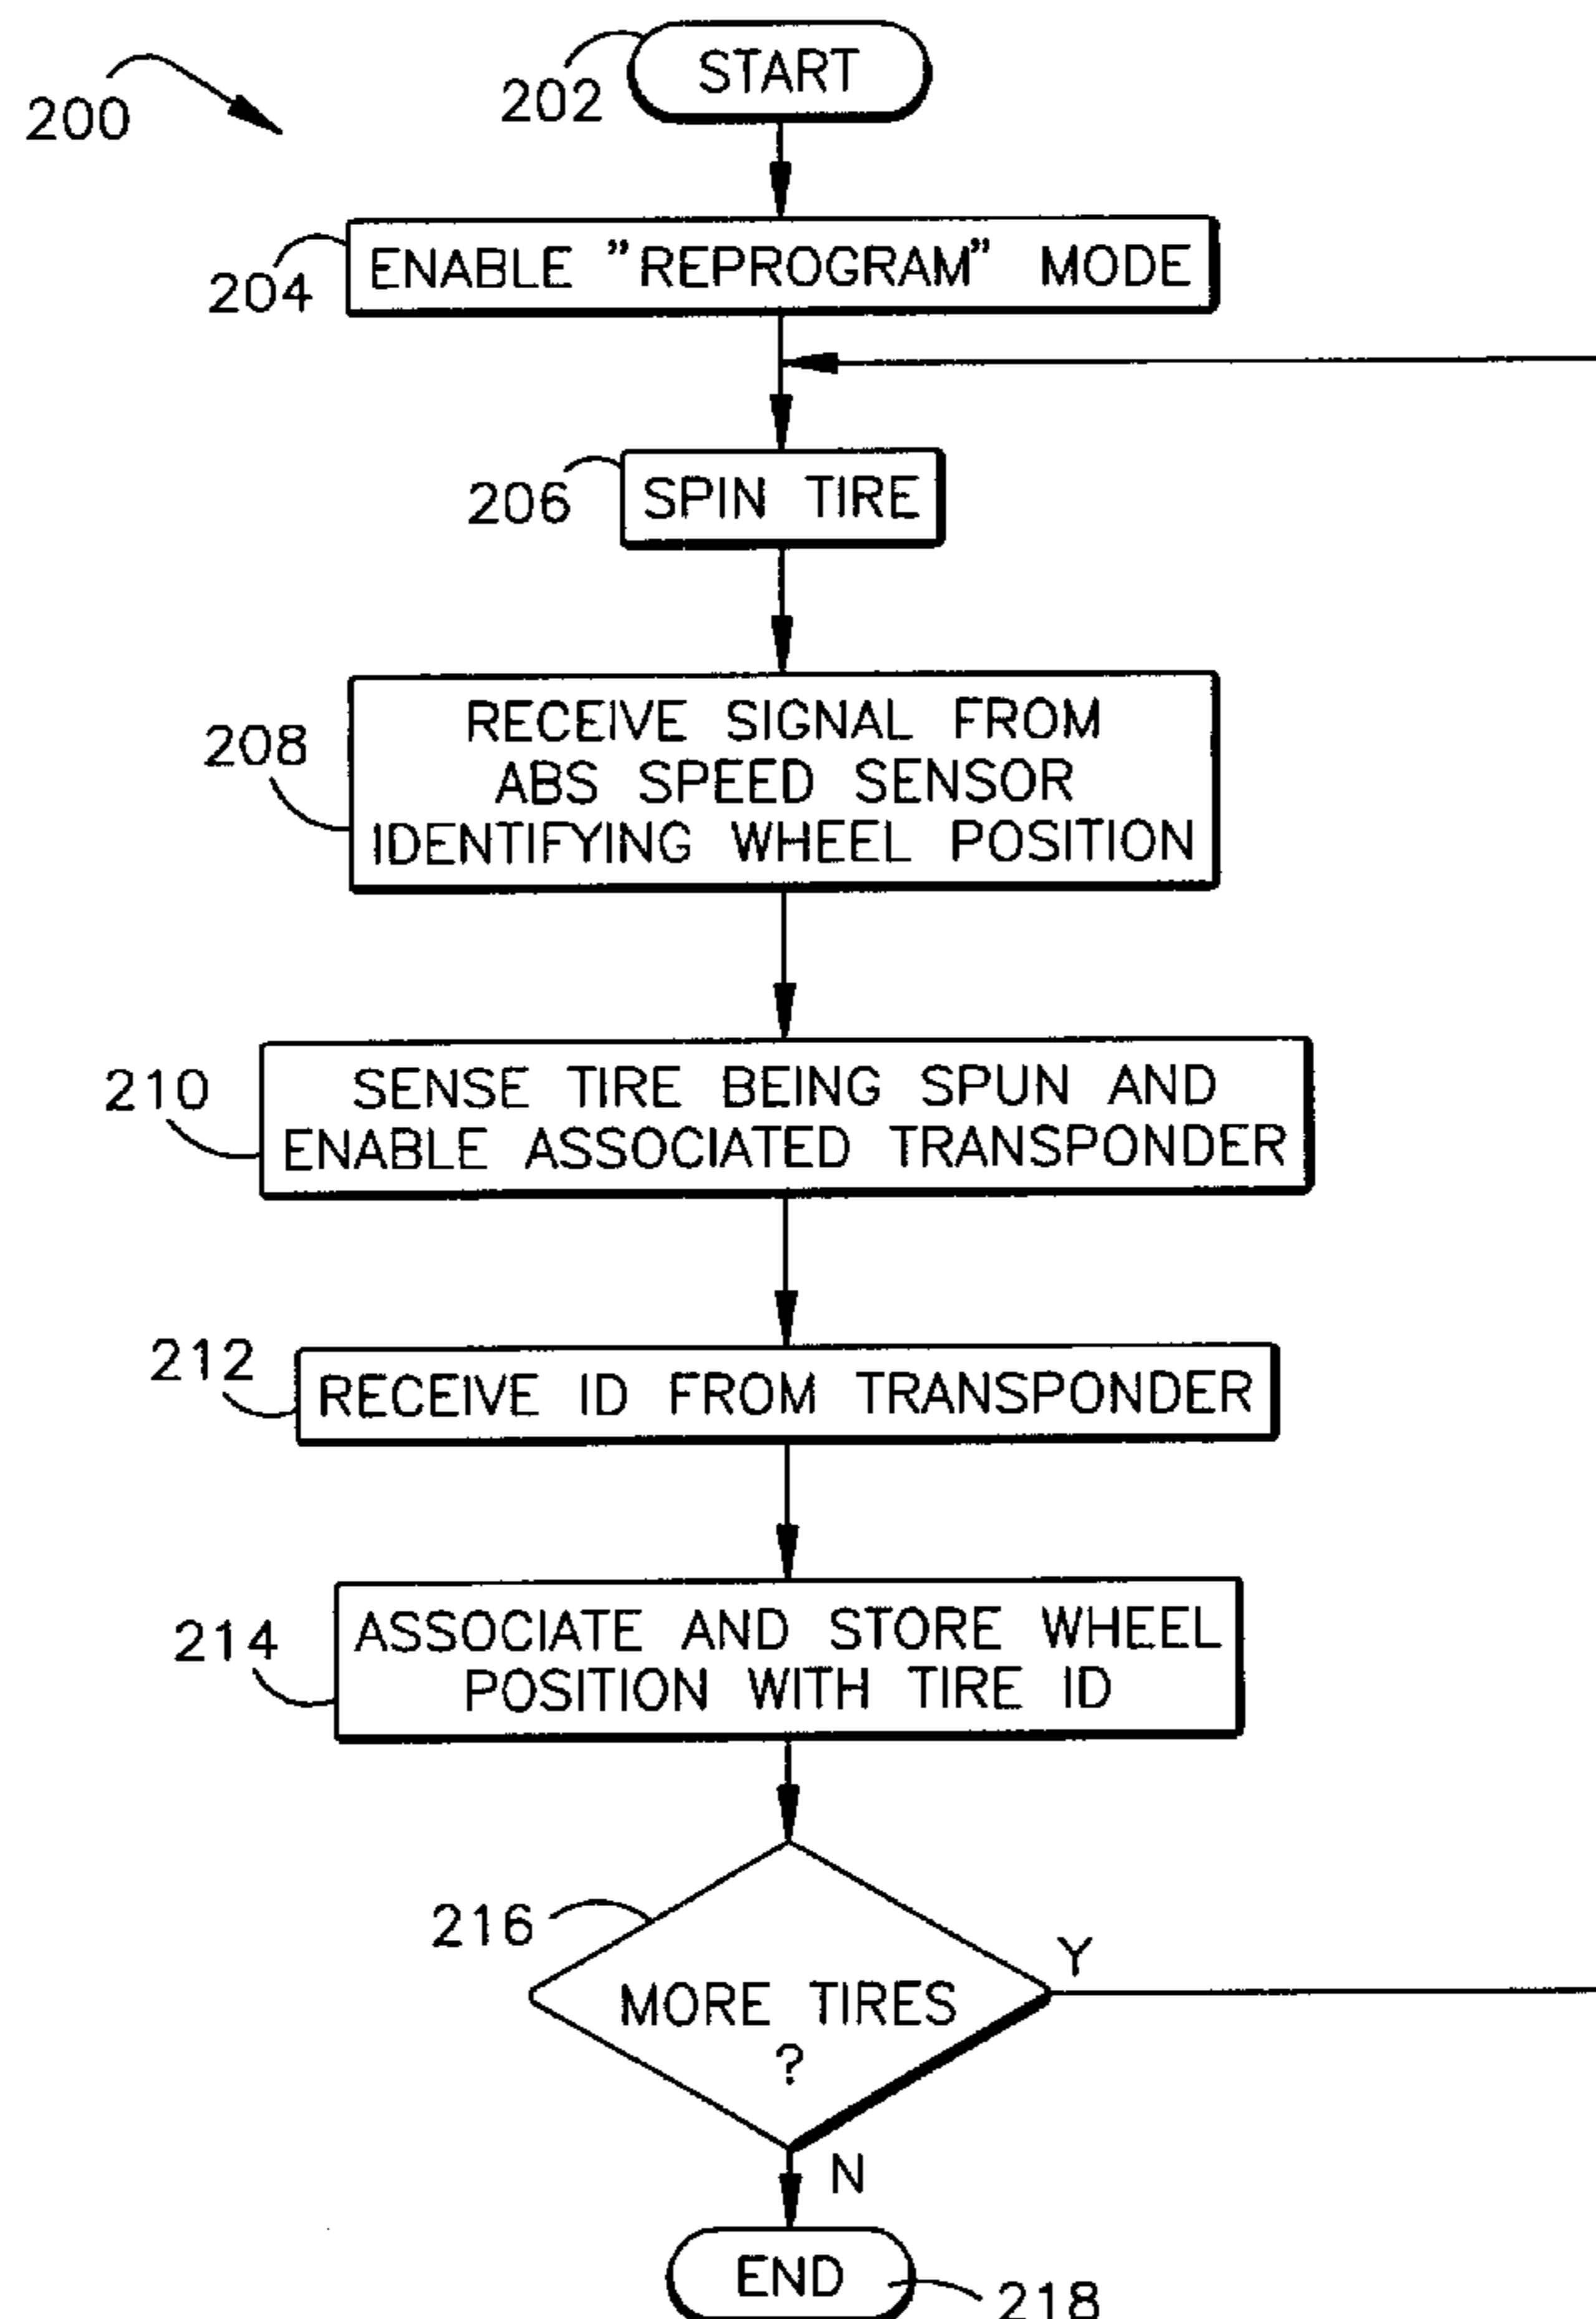 200
202
START
204
ENABLE "REPROGRAM" MODE
206
SPIN TIRE
208
RECEIVE SIGNAL FROM
ABS SPEED SENSOR
IDENTIFYING WHEEL POSITION
210
SENSE TIRE BEING SPUN AND
ENABLE ASSOCIATED TRANSPONDER
212
RECEIVE ID FROM TRANSPONDER
214
ASSOCIATE AND STORE WHEEL
POSITION WITH TIRE ID
216
MORE TIRES
?
Y
N
END
218